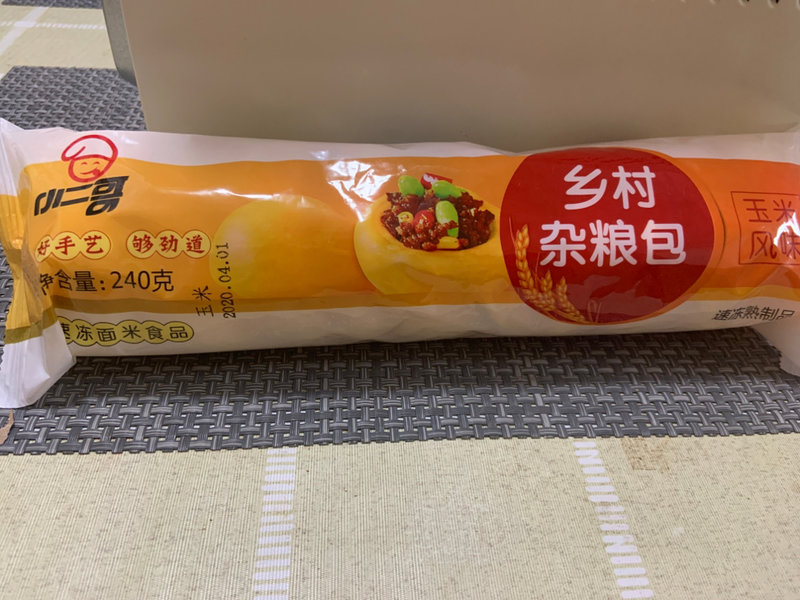 小二哥
好手艺 够劲道
净含量: 240克
玉米
2020.04.01
速冻面米食品
乡村
杂粮包
玉米
风味
速冻熟制品